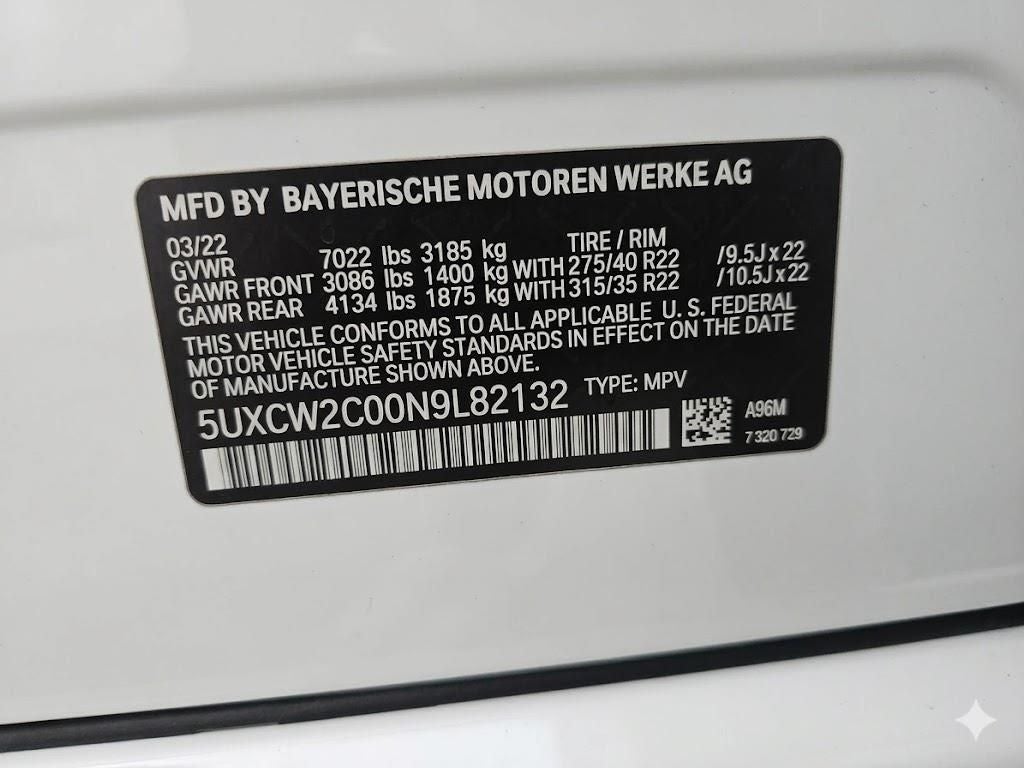 MFD BY BAYERISCHE MOTOREN WERKE AG
03/22 TIRE / RIM
GVWR 7022 lbs 3185 kg
GAWR FRONT 3086 lbs 1400 kg WITH 275/40 R22 /9.5J x 22
GAWR REAR 4134 lbs 1875 kg WITH 315/35 R22 /10.5J x 22
THIS VEHICLE CONFORMS TO ALL APPLICABLE U. S. FEDERAL
MOTOR VEHICLE SAFETY STANDARDS IN EFFECT ON THE DATE
OF MANUFACTURE SHOWN ABOVE.
5UXCW2C00N9L82132 TYPE: MPV
A96M
7 320 729